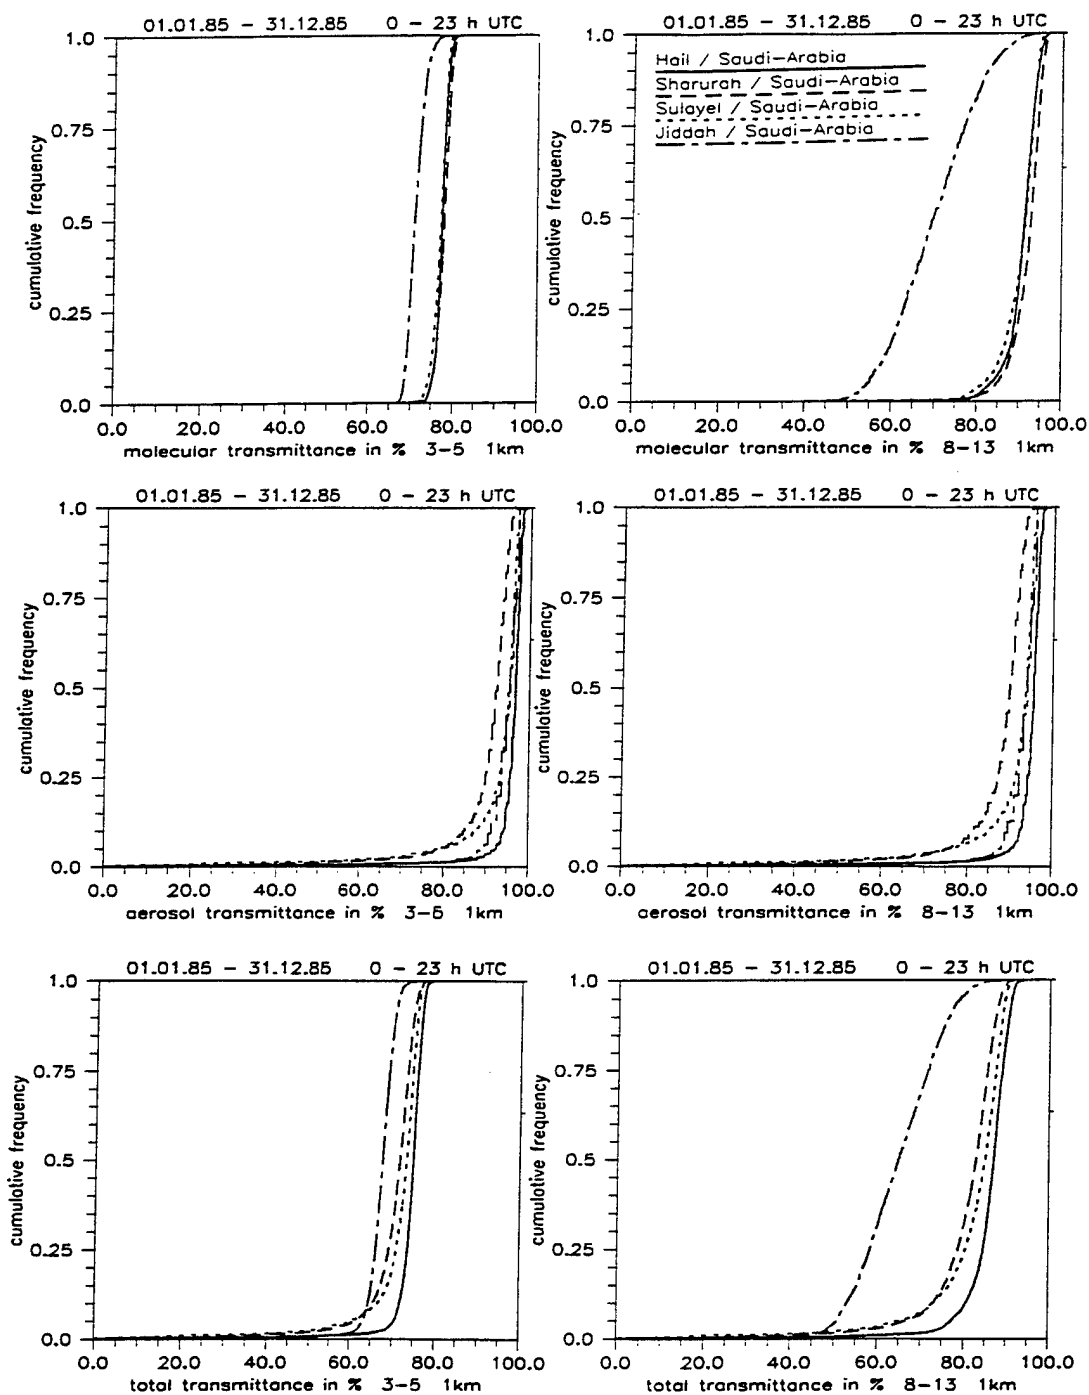 01.01.85 – 31.12.85 0 – 23 h UTC
1.0
0.75
0.5
0.25
0.0
cumulative frequency
0.0 20.0 40.0 60.0 80.0 100.0
molecular transmittance in % 3–5 1km
01.01.85 – 31.12.85 0 – 23 h UTC
Hail / Saudi–Arabia
Sharurah / Saudi–Arabia
Sulayel / Saudi–Arabia
Jiddah / Saudi–Arabia
1.0
0.75
0.5
0.25
0.0
cumulative frequency
0.0 20.0 40.0 60.0 80.0 100.0
molecular transmittance in % 8–13 1km
01.01.85 – 31.12.85 0 – 23 h UTC
1.0
0.75
0.5
0.25
0.0
cumulative frequency
0.0 20.0 40.0 60.0 80.0 100.0
aerosol transmittance in % 3–5 1km
01.01.85 – 31.12.85 0 – 23 h UTC
1.0
0.75
0.5
0.25
0.0
cumulative frequency
0.0 20.0 40.0 60.0 80.0 100.0
aerosol transmittance in % 8–13 1km
01.01.85 – 31.12.85 0 – 23 h UTC
1.0
0.75
0.5
0.25
0.0
cumulative frequency
0.0 20.0 40.0 60.0 80.0 100.0
total transmittance in % 3–5 1km
01.01.85 – 31.12.85 0 – 23 h UTC
1.0
0.75
0.5
0.25
0.0
cumulative frequency
0.0 20.0 40.0 60.0 80.0 100.0
total transmittance in % 8–13 1km